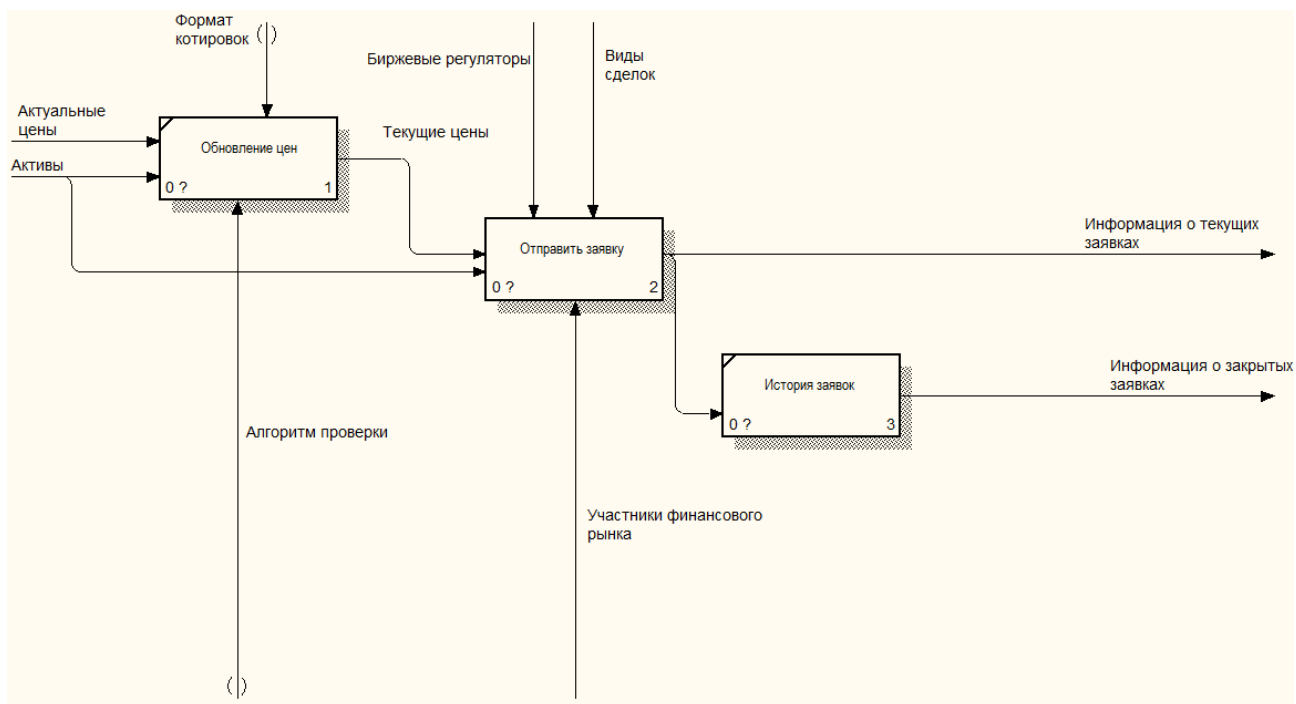 Формат
котировок ( )
Биржевые регуляторы
Виды
сделок
Актуальные
цены
Активы
Обновление цен
0 ? 1
Текущие цены
Отправить заявку
0 ? 2
Информация о текущих
заявках
История заявок
0 ? 3
Информация о закрытых
заявках
Алгоритм проверки
Участники финансового
рынка
( )